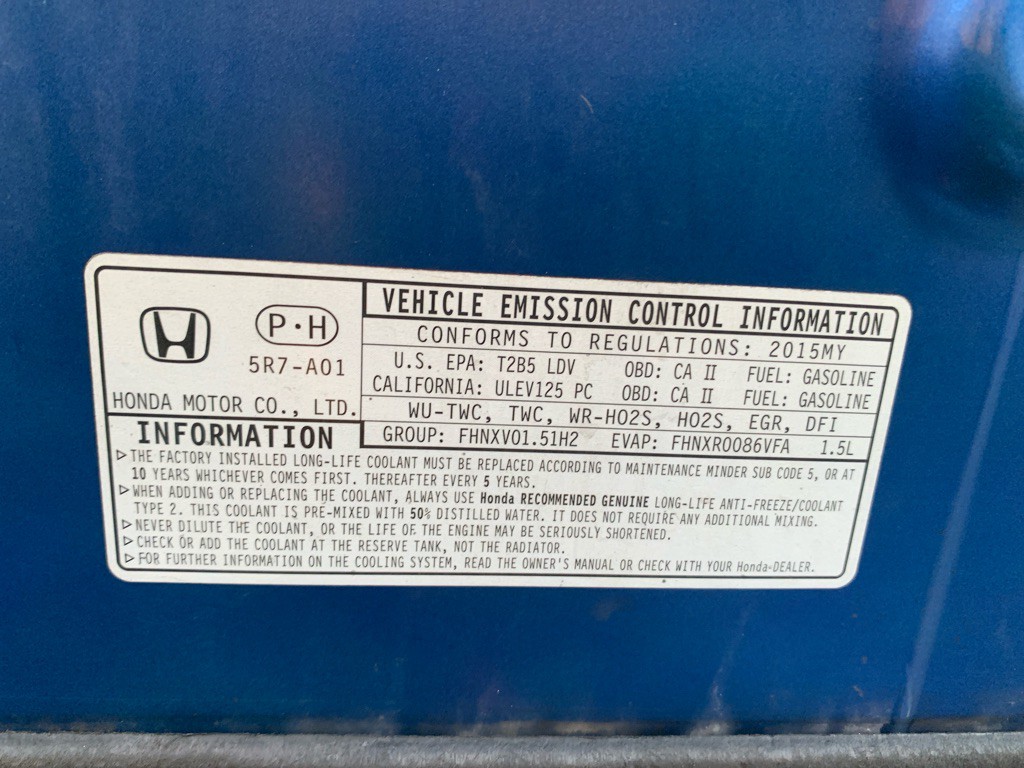 P·H
5R7-A01
HONDA MOTOR CO., LTD.
VEHICLE EMISSION CONTROL INFORMATION
CONFORMS TO REGULATIONS: 2015MY
U.S. EPA: T2B5 LDV OBD: CA II FUEL: GASOLINE
CALIFORNIA: ULEV125 PC OBD: CA II FUEL: GASOLINE
WU-TWC, TWC, WR-HO2S, HO2S, EGR, DFI
GROUP: FHNXV01.51H2 EVAP: FHNXR0086VFA 1.5L
INFORMATION
▷THE FACTORY INSTALLED LONG-LIFE COOLANT MUST BE REPLACED ACCORDING TO MAINTENANCE MINDER SUB CODE 5, OR AT
10 YEARS WHICHEVER COMES FIRST. THEREAFTER EVERY 5 YEARS.
▷WHEN ADDING OR REPLACING THE COOLANT, ALWAYS USE Honda RECOMMENDED GENUINE LONG-LIFE ANTI-FREEZE/COOLANT
TYPE 2. THIS COOLANT IS PRE-MIXED WITH 50% DISTILLED WATER. IT DOES NOT REQUIRE ANY ADDITIONAL MIXING.
▷NEVER DILUTE THE COOLANT, OR THE LIFE OF THE ENGINE MAY BE SERIOUSLY SHORTENED.
▷CHECK OR ADD THE COOLANT AT THE RESERVE TANK, NOT THE RADIATOR.
▷FOR FURTHER INFORMATION ON THE COOLING SYSTEM, READ THE OWNER'S MANUAL OR CHECK WITH YOUR Honda-DEALER.